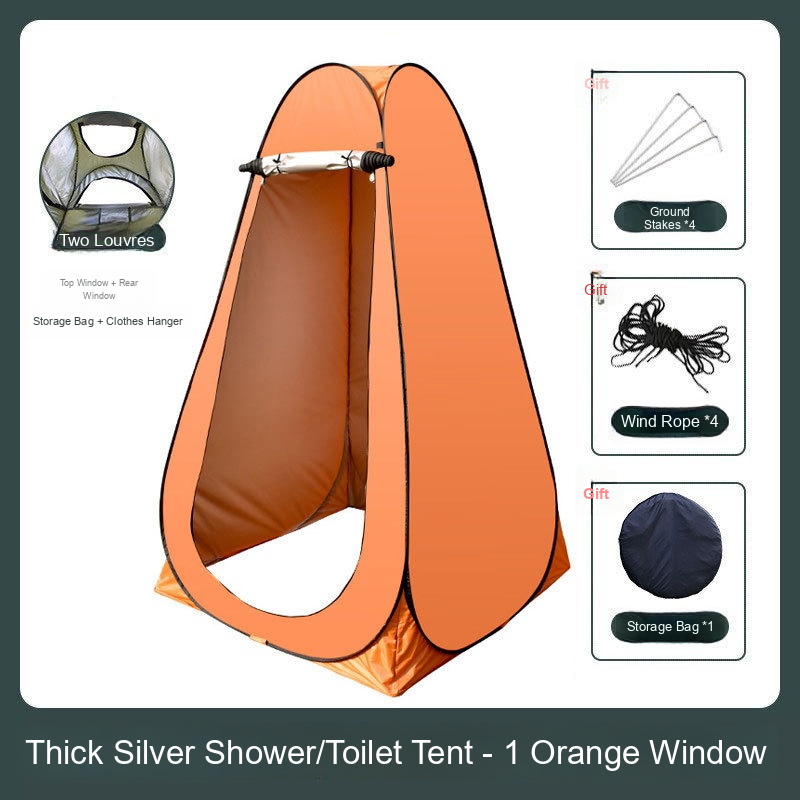 Two Louvres
Top Window + Rear
Window
Storage Bag + Clothes Hanger
Gift
Ground
Stakes *4
Gift
Wind Rope *4
Gift
Storage Bag *1
Thick Silver Shower/Toilet Tent - 1 Orange Window